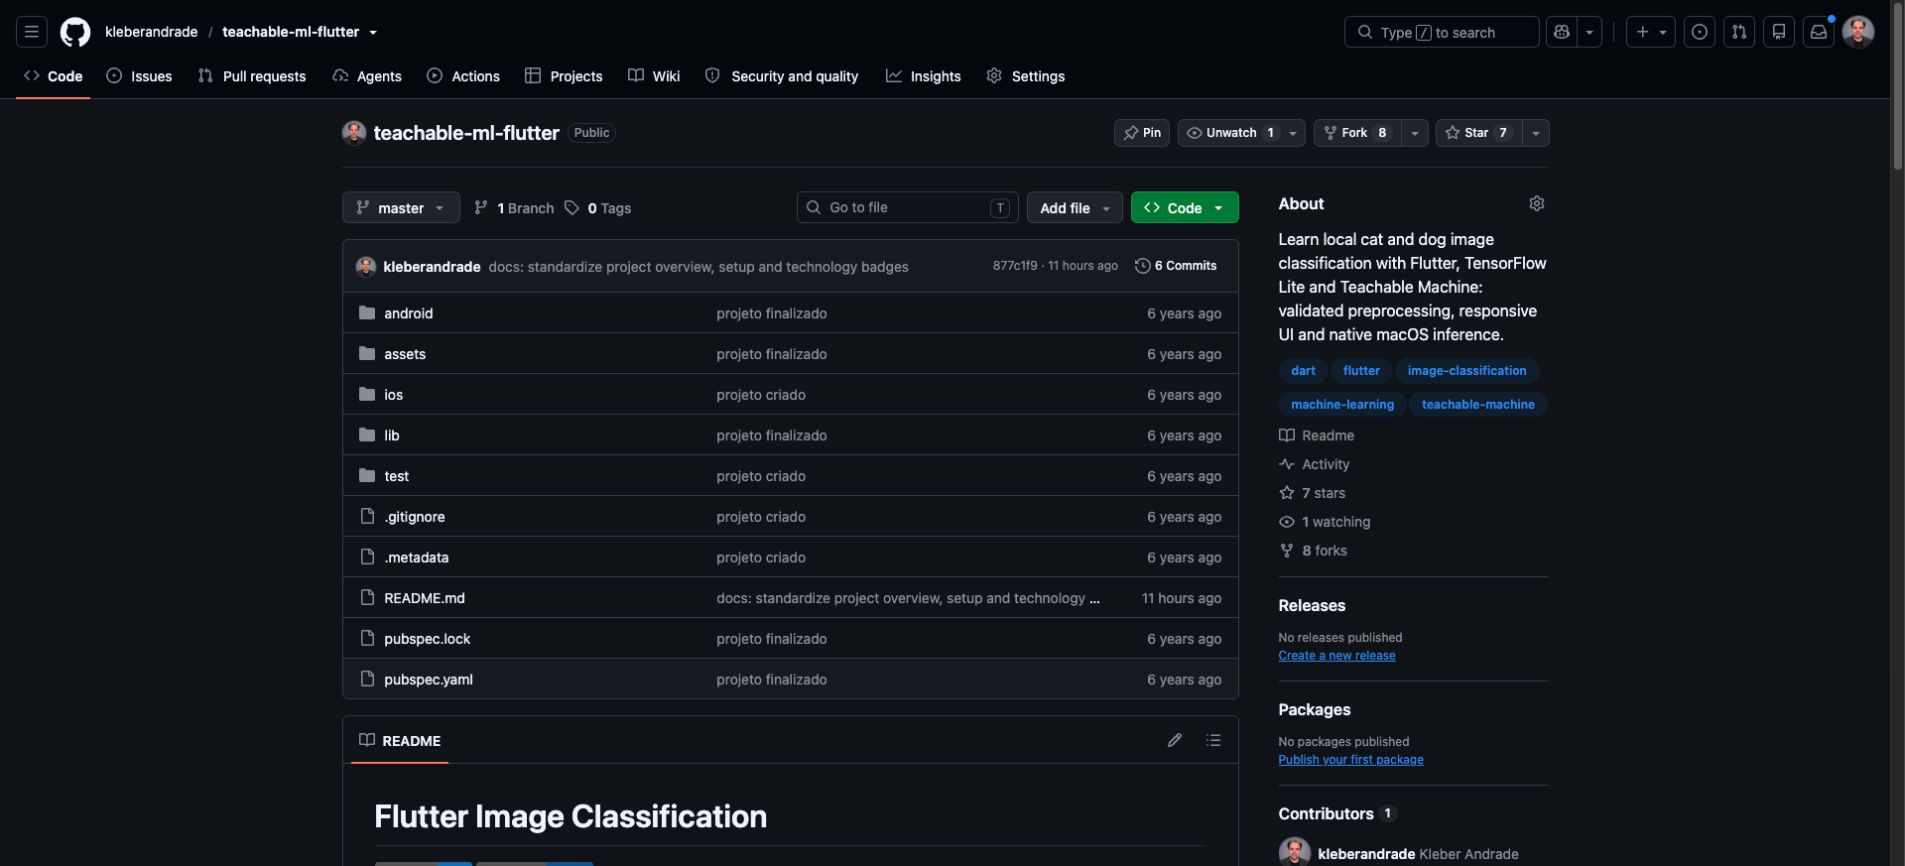 kleberandrade / teachable-ml-flutter
Type / to search
Code Issues Pull requests Agents Actions Projects Wiki Security and quality Insights Settings
teachable-ml-flutter Public
Pin Unwatch 1 Fork 8 Star 7
master 1 Branch 0 Tags
Go to file T Add file Code
kleberandrade docs: standardize project overview, setup and technology badges 877c1f9 · 11 hours ago 6 Commits
android projeto finalizado 6 years ago
assets projeto finalizado 6 years ago
ios projeto criado 6 years ago
lib projeto finalizado 6 years ago
test projeto criado 6 years ago
.gitignore projeto criado 6 years ago
.metadata projeto criado 6 years ago
README.md docs: standardize project overview, setup and technology ... 11 hours ago
pubspec.lock projeto finalizado 6 years ago
pubspec.yaml projeto finalizado 6 years ago
README
Flutter Image Classification
About
Learn local cat and dog image
classification with Flutter, TensorFlow
Lite and Teachable Machine:
validated preprocessing, responsive
UI and native macOS inference.
dart flutter image-classification
machine-learning teachable-machine
Readme
Activity
7 stars
1 watching
8 forks
Releases
No releases published
Create a new release
Packages
No packages published
Publish your first package
Contributors 1
kleberandrade Kleber Andrade